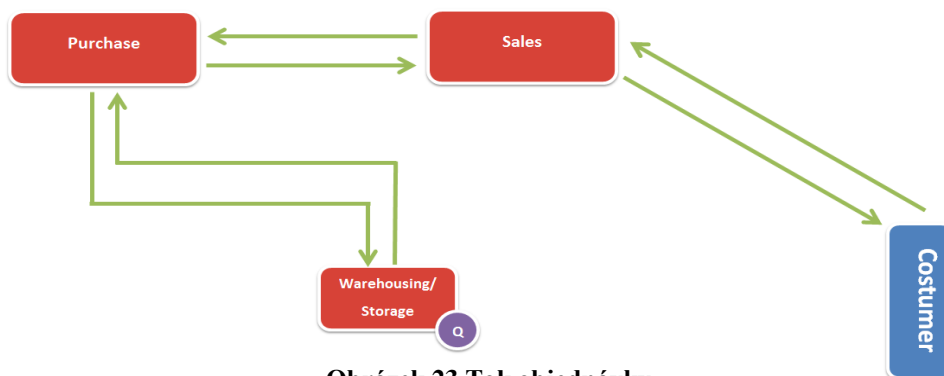 Purchase
Sales
Costumer
Warehousing/
Storage
Q
Obrázek 23 Tok objednávky